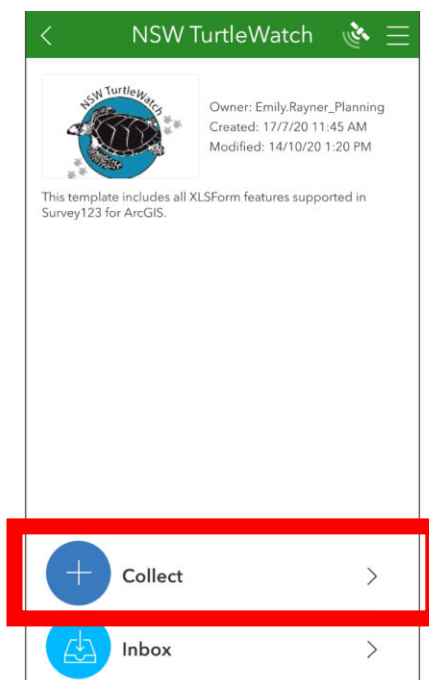 NSW TurtleWatch
NSW TurtleWatch
Owner: Emily.Rayner_Planning
Created: 17/7/20 11:45 AM
Modified: 14/10/20 1:20 PM
This template includes all XLSForm features supported in
Survey123 for ArcGIS.
Collect
Inbox